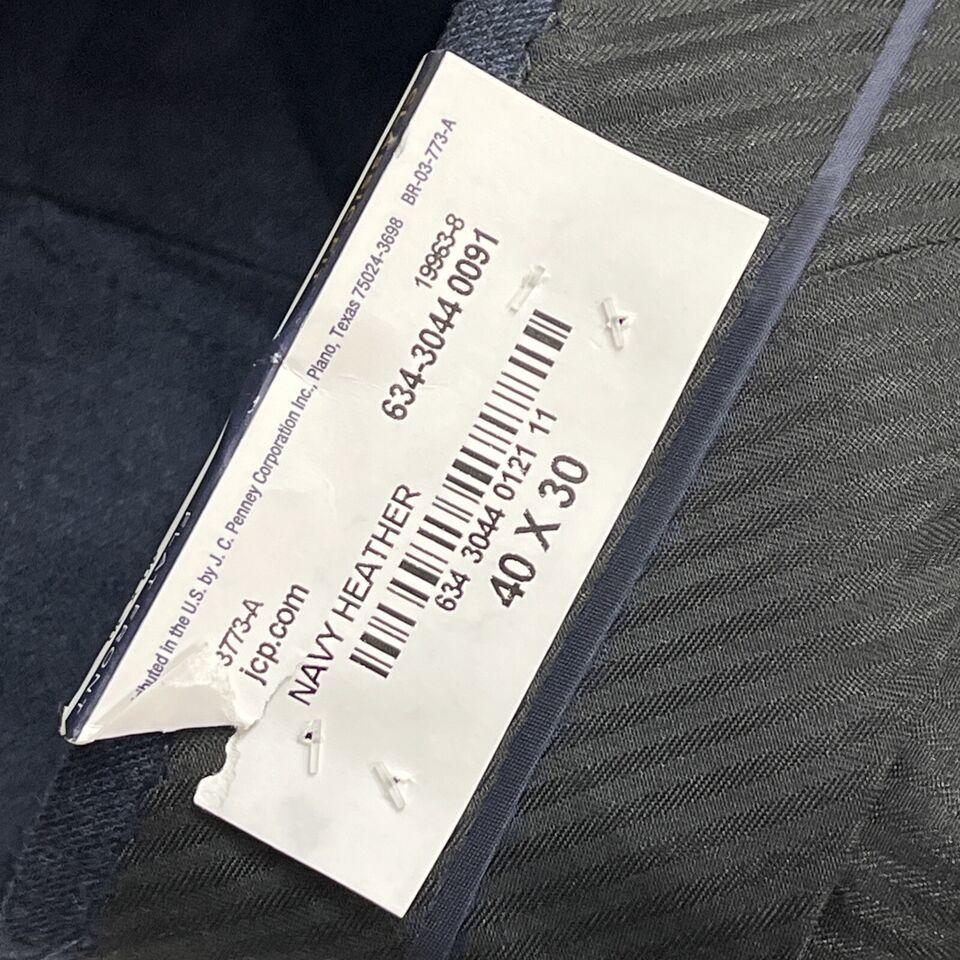 buted in the U.S. by J. C. Penney Corporation Inc., Plano, Texas 75024-3698 BR-03-773-A
19963-8
634-3044 0091
3773-A
jcp.com
NAVY HEATHER
634 3044 0121 11
40 X 30